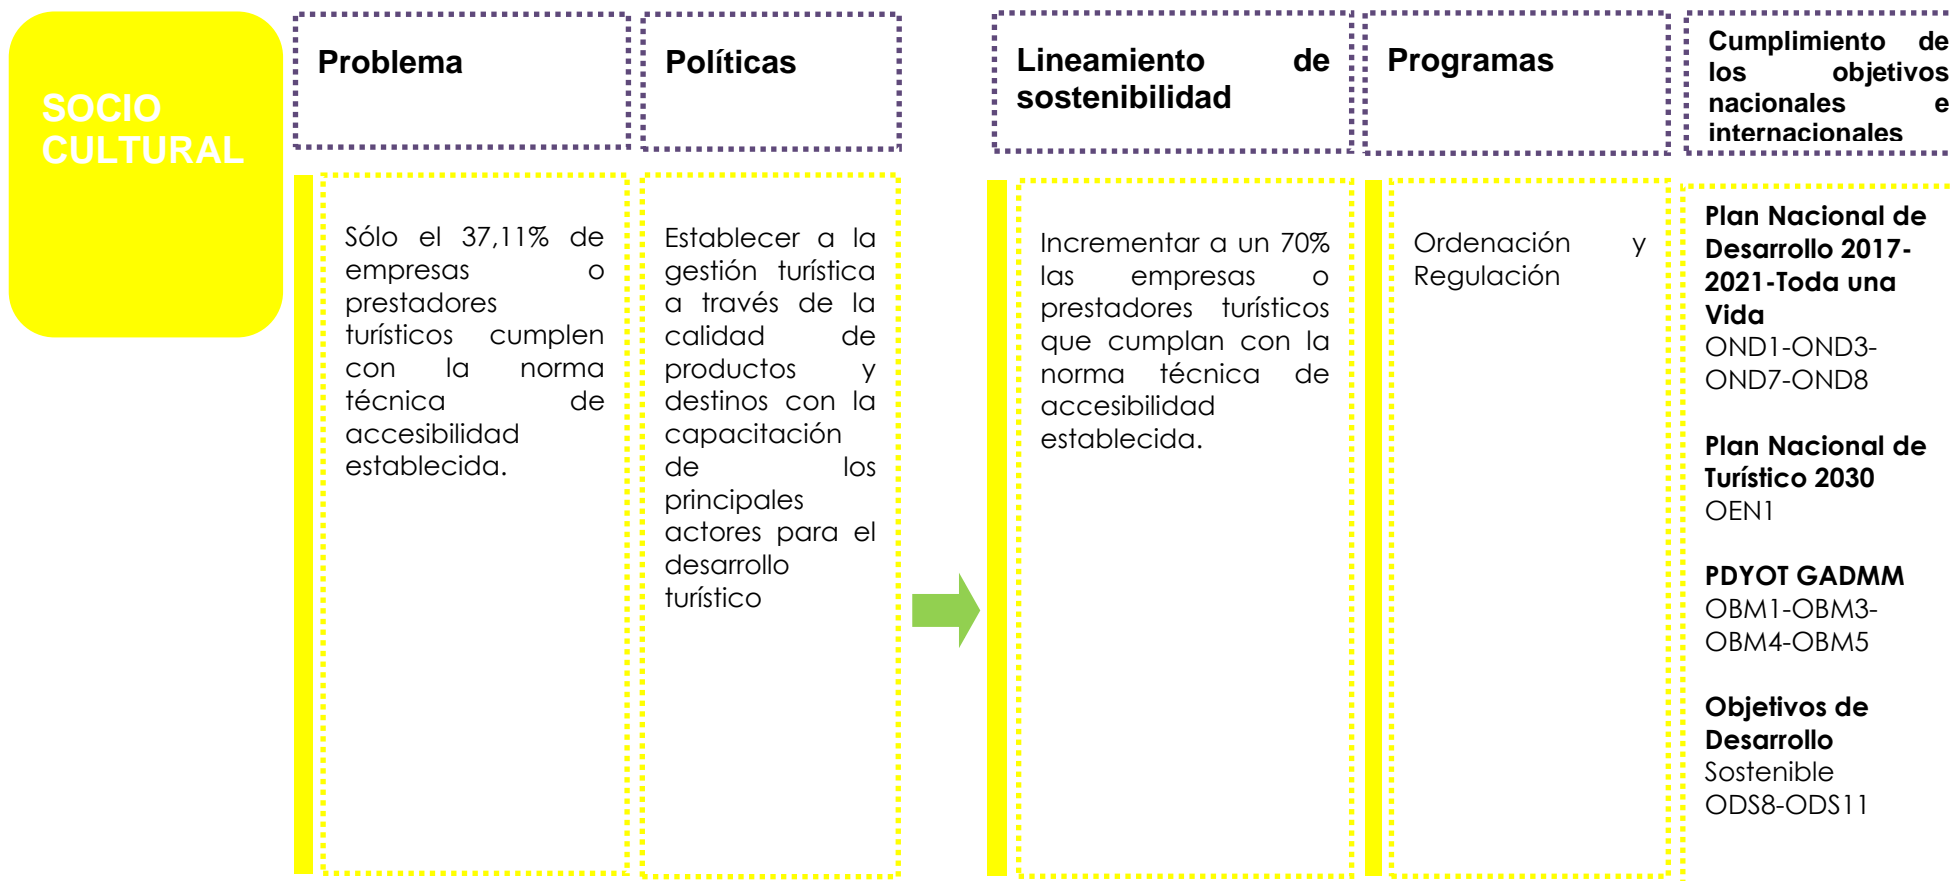 SOCIO
CULTURAL
Problema
Políticas
Lineamiento de
sostenibilidad
Programas
Cumplimiento de
los objetivos
nacionales e
internacionales
Sólo el 37,11% de
empresas o
prestadores
turísticos cumplen
con la norma
técnica de
accesibilidad
establecida.
Establecer a la
gestión turística
a través de la
calidad de
productos y
destinos con la
capacitación
de los
principales
actores para el
desarrollo
turístico
Incrementar a un 70%
las empresas o
prestadores turísticos
que cumplan con la
norma técnica de
accesibilidad
establecida.
Ordenación y
Regulación
Plan Nacional de
Desarrollo 2017-
2021-Toda una
Vida
OND1-OND3-
OND7-OND8
Plan Nacional de
Turístico 2030
OEN1
PDYOT GADMM
OBM1-OBM3-
OBM4-OBM5
Objetivos de
Desarrollo
Sostenible
ODS8-ODS11